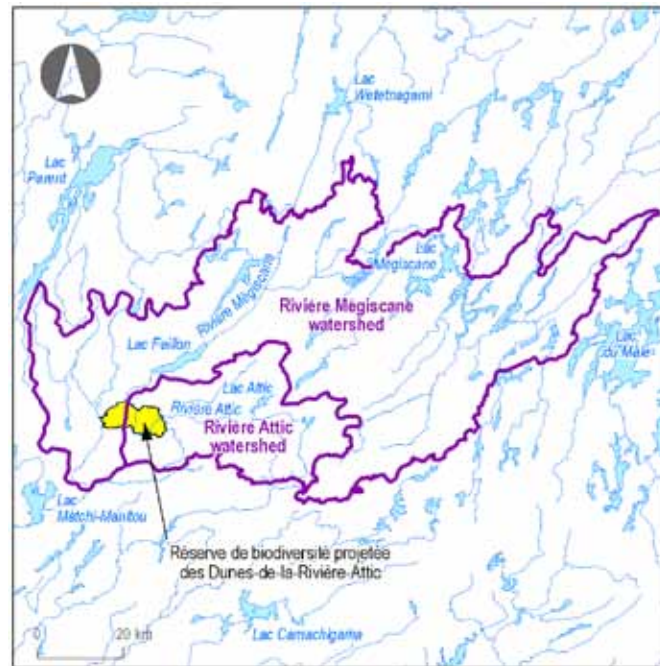 Lac
Wetetnagami
Lac
Parent
Lac
Mégiscane
Rivière Mégiscane
Rivière Mégiscane
watershed
Lac
du Mâle
Lac Faillon
Lac Attic
Rivière Attic
Rivière Attic
watershed
Lac
Matchi-Manitou
Réserve de biodiversité projetée
des Dunes-de-la-Rivière-Attic
0 20 km
Lac Camachigama